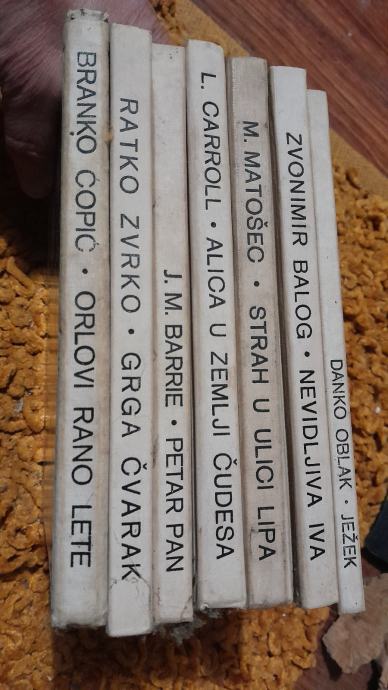 BRANKO ĆOPIĆ • ORLOVI RANO LETE
RATKO ZVRKO • GRGA ČVARAK
J. M. BARRIE • PETAR PAN
L. CARROLL • ALICA U ZEMLJI ČUDESA
M. MATOŠEC • STRAH U ULICI LIPA
ZVONIMIR BALOG • NEVIDLJIVA IVA
DANKO OBLAK • JEŽEK